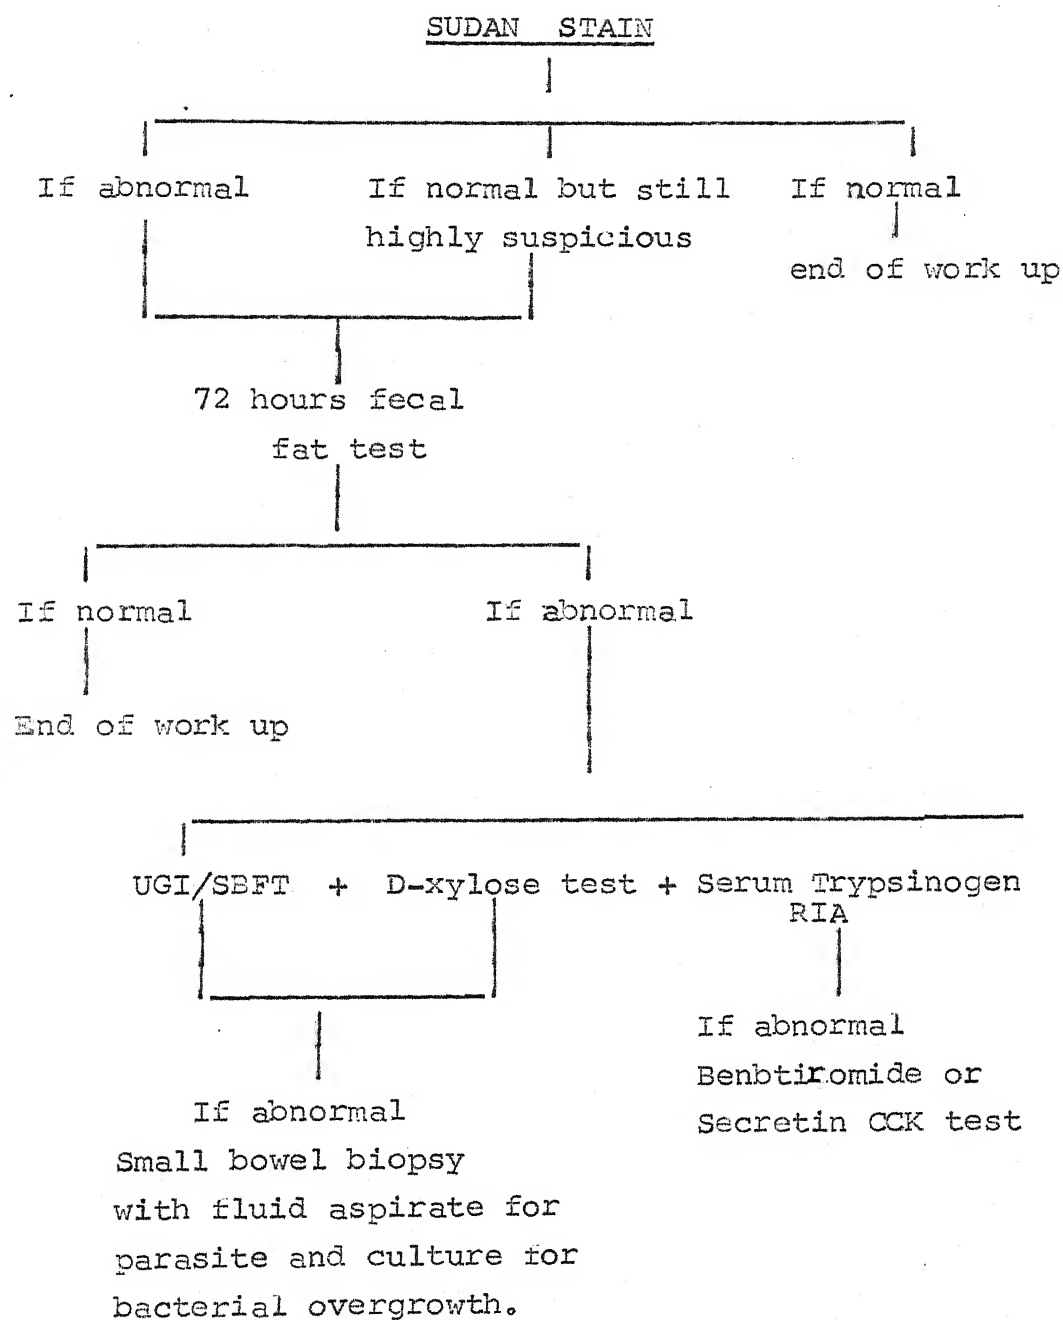 SUDAN STAIN
If abnormal
If normal but still
highly suspicious
If normal
end of work up
72 hours fecal
fat test
If normal
End of work up
If abnormal
UGI/SBFT + D-xylose test + Serum Trypsinogen
RIA
If abnormal
Small bowel biopsy
with fluid aspirate for
parasite and culture for
bacterial overgrowth.
If abnormal
Benbtiromide or
Secretin CCK test